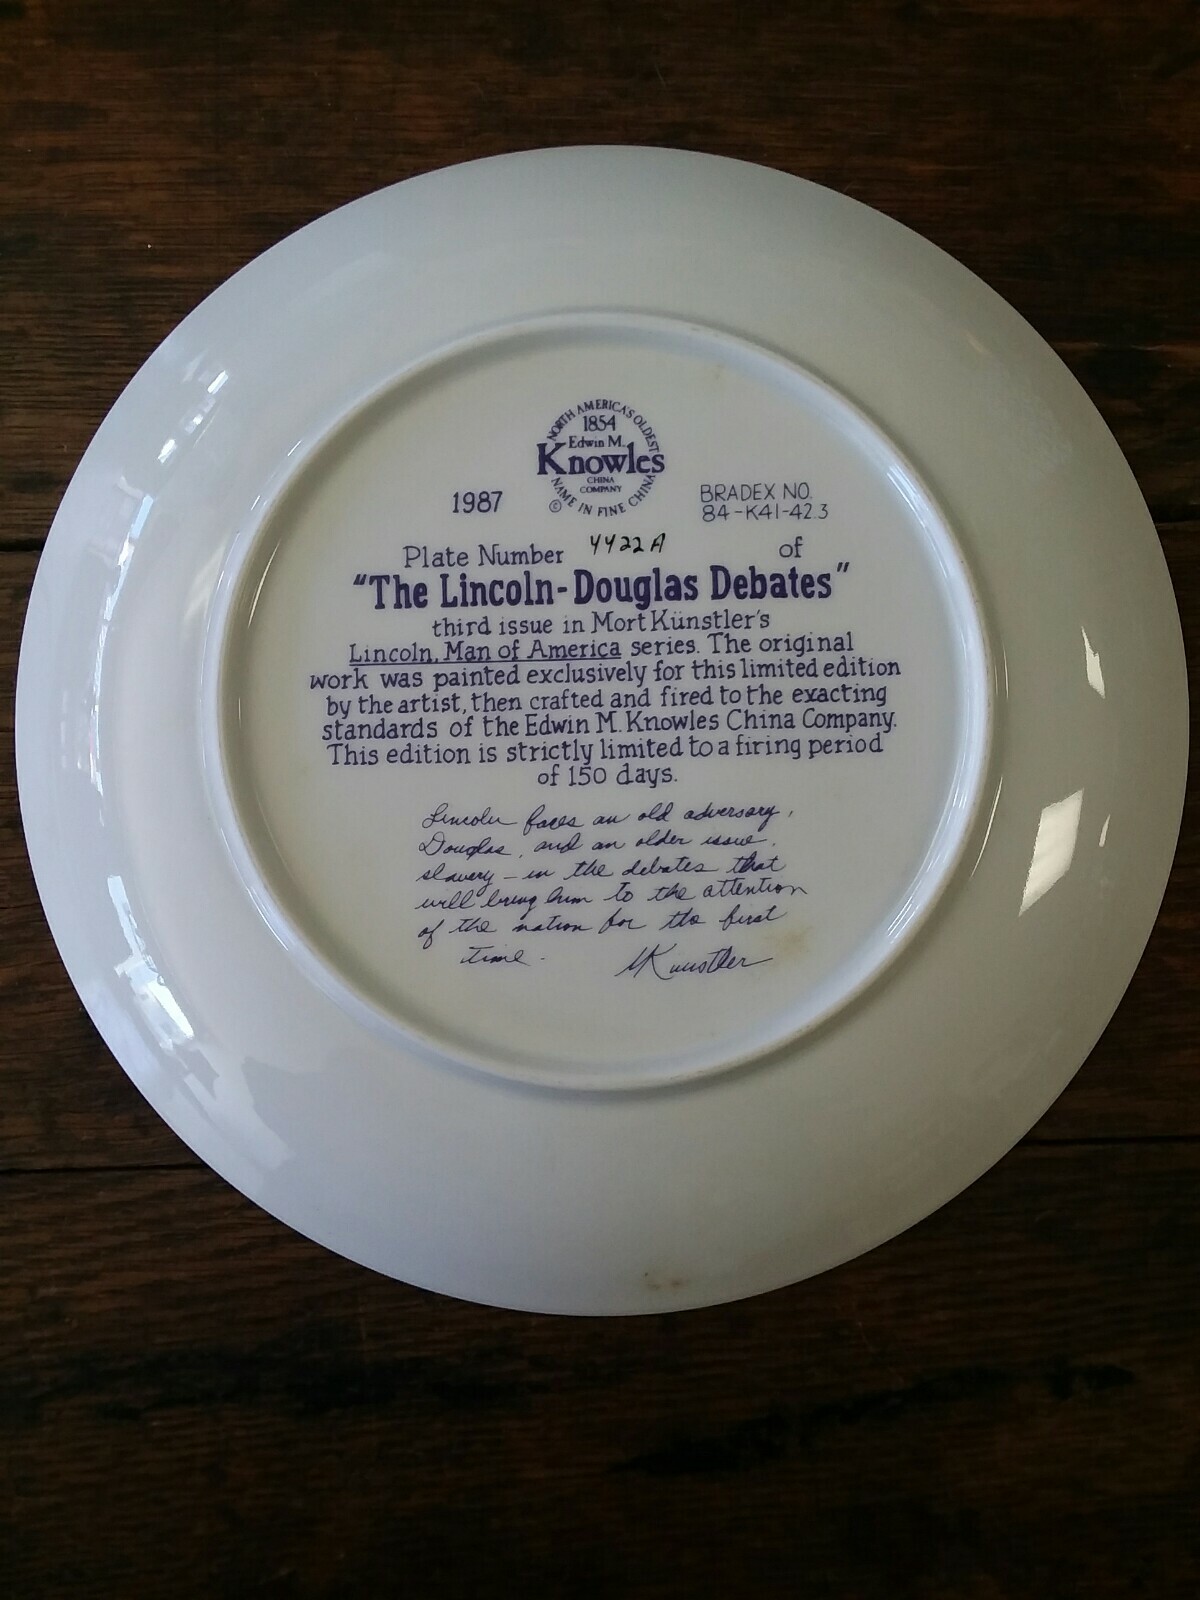 NORTH AMERICA'S OLDEST
1854
Edwin M.
Knowles
CHINA
COMPANY
© NAME IN FINE CHINA
1987
BRADEX NO.
84-K41-42.3
Plate Number 4422A of
"The Lincoln-Douglas Debates"
third issue in Mort Künstler's
Lincoln, Man of America series. The original
work was painted exclusively for this limited edition
by the artist, then crafted and fired to the exacting
standards of the Edwin M. Knowles China Company.
This edition is strictly limited to a firing period
of 150 days.
Lincoln faces an old adversary,
Douglas, and an older issue,
slavery – in the debates that
will bring him to the attention
of the nation for the first
time.
MKunstler